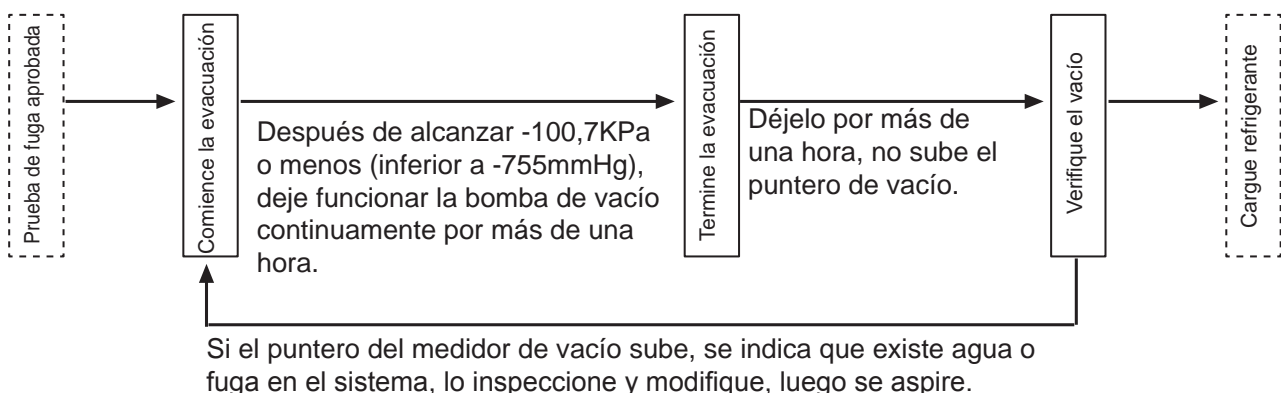 Prueba de fuga aprobada
Comience la evacuación
Después de alcanzar -100,7KPa
o menos (inferior a -755mmHg),
deje funcionar la bomba de vacío
continuamente por más de una
hora.
Termine la evacuación
Déjelo por más de
una hora, no sube el
puntero de vacío.
Verifique el vacío
Cargue refrigerante
Si el puntero del medidor de vacío sube, se indica que existe agua o
fuga en el sistema, lo inspeccione y modifique, luego se aspire.